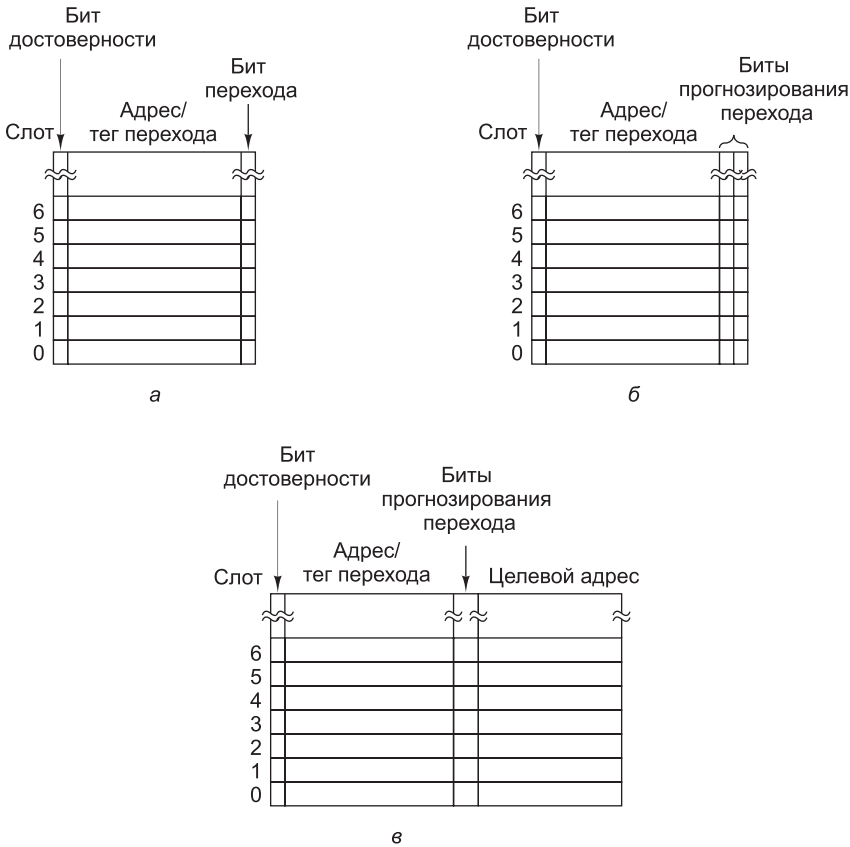 Бит
достоверности
Бит
перехода
Адрес/
тег перехода
Слот
6
5
4
3
2
1
0
а
Бит
достоверности
Биты
прогнозирования
перехода
Адрес/
тег перехода
Слот
6
5
4
3
2
1
0
б
Бит
достоверности
Биты
прогнозирования
перехода
Адрес/
тег перехода
Слот
Целевой адрес
6
5
4
3
2
1
0
в